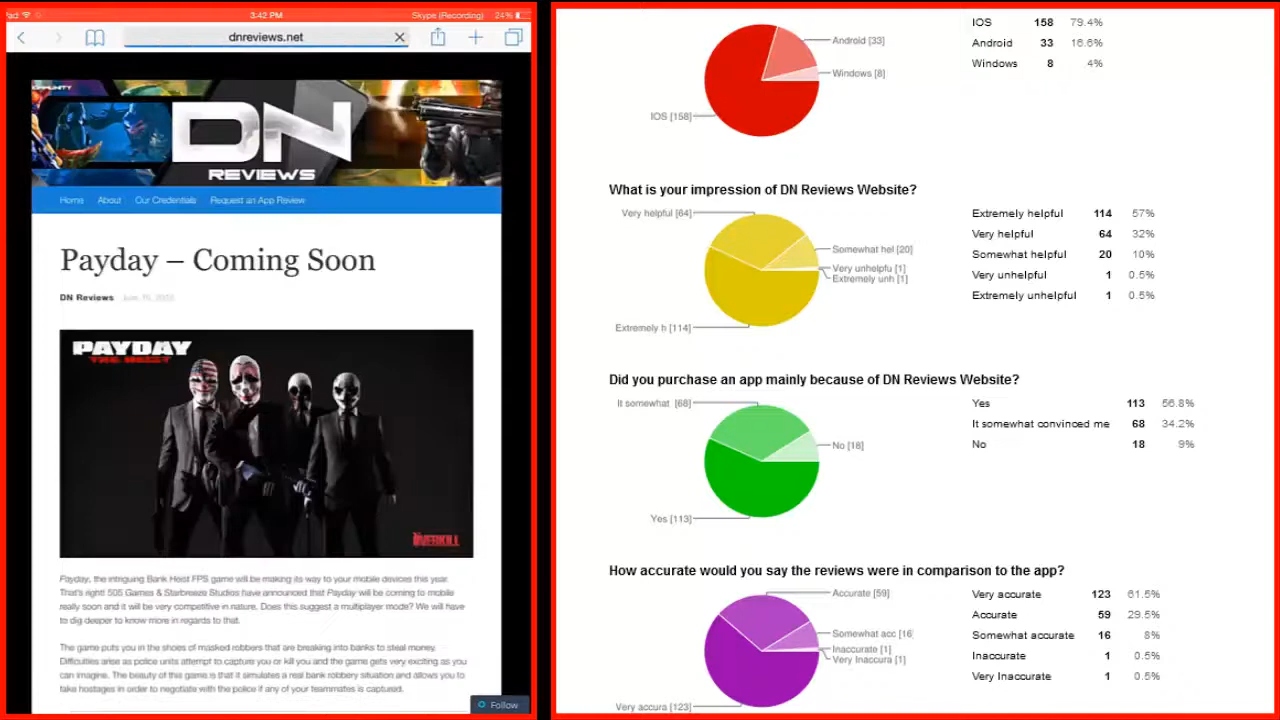 Pad
3:42 PM
Skype (Recording)
24%
dnreviews.net
DN
REVIEWS
Home
About
Our Credentials
Request an App Review
Payday – Coming Soon
DN Reviews
PAYDAY
THE HEIST
OVERKILL
Payday, the intriguing Bank Heist FPS game will be making its way to your mobile devices this year.
That's right! 505 Games & Starbreeze Studios have announced that Payday will be coming to mobile
really soon and it will be very competitive in nature. Does this suggest a multiplayer mode? We will have
to dig deeper to know more in regards to that.
The game puts you in the shoes of masked robbers that are breaking into banks to steal money.
Difficulties arise as police units attempt to capture you or kill you and the game gets very exciting as you
can imagine. The beauty of this game is that it simulates a real bank robbery situation and allows you to
take hostages in order to negotiate with the police if any of your teammates is captured.
Follow
Android [33]
Windows [8]
IOS [158]
IOS 158 79.4%
Android 33 16.6%
Windows 8 4%
What is your impression of DN Reviews Website?
Very helpful [64]
Somewhat hel [20]
Very unhelpfu [1]
Extremely unh [1]
Extremely h [114]
Extremely helpful 114 57%
Very helpful 64 32%
Somewhat helpful 20 10%
Very unhelpful 1 0.5%
Extremely unhelpful 1 0.5%
Did you purchase an app mainly because of DN Reviews Website?
It somewhat [68]
No [18]
Yes [113]
Yes 113 56.8%
It somewhat convinced me 68 34.2%
No 18 9%
How accurate would you say the reviews were in comparison to the app?
Accurate [59]
Somewhat acc [16]
Inaccurate [1]
Very Inaccura [1]
Very accura [123]
Very accurate 123 61.5%
Accurate 59 29.5%
Somewhat accurate 16 8%
Inaccurate 1 0.5%
Very Inaccurate 1 0.5%